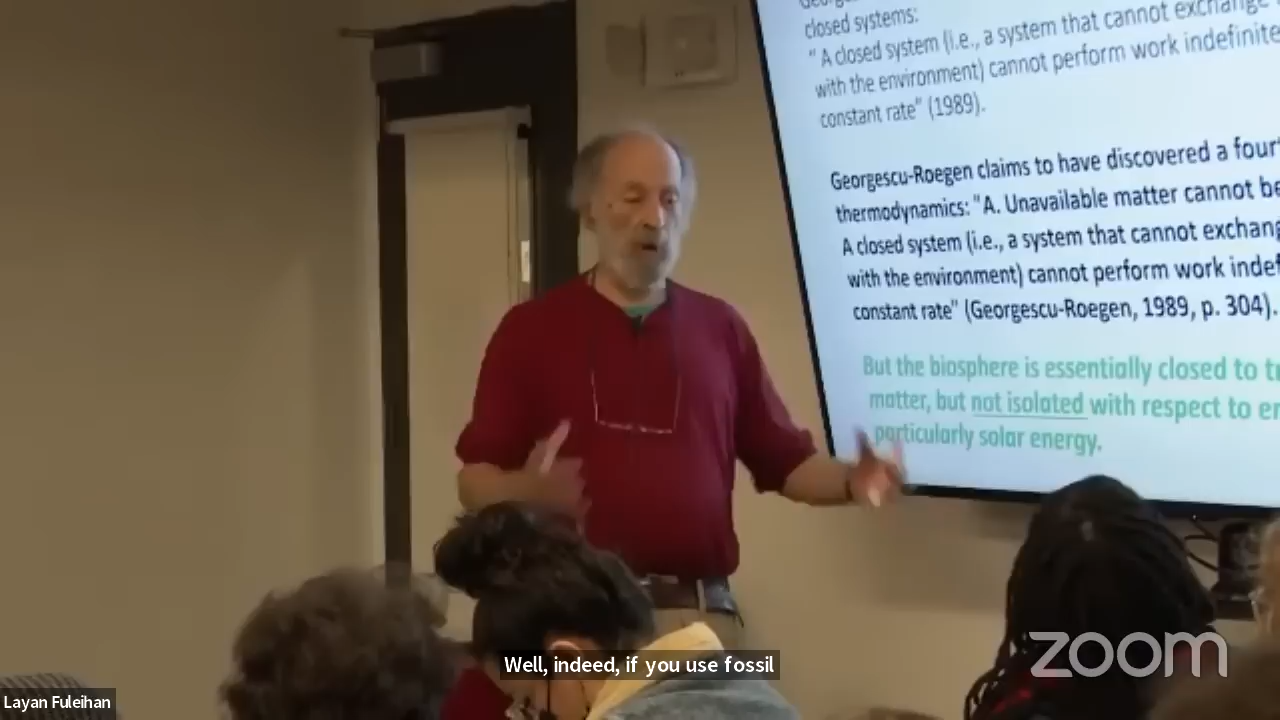 closed systems:
" A closed system (i.e., a system that cannot exchange
with the environment) cannot perform work indefinite
constant rate" (1989).
Georgescu-Roegen claims to have discovered a four
thermodynamics: "A. Unavailable matter cannot be
A closed system (i.e., a system that cannot exchang
with the environment) cannot perform work indef
constant rate" (Georgescu-Roegen, 1989, p. 304).
But the biosphere is essentially closed to t
matter, but not isolated with respect to en
particularly solar energy.
Well, indeed, if you use fossil
zoom
Layan Fuleihan